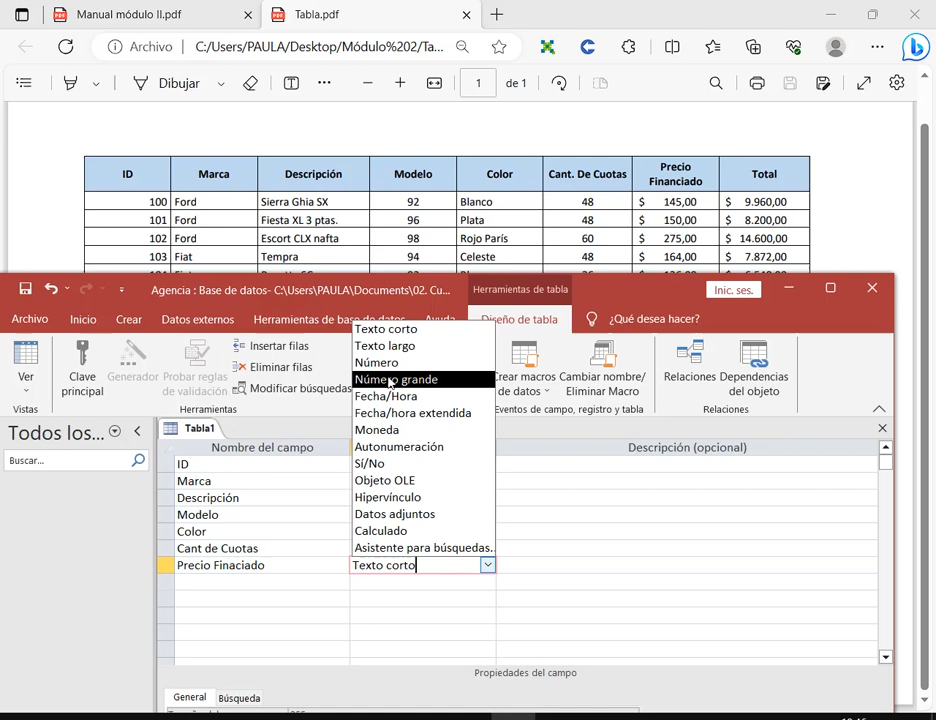 Manual módulo II.pdf
Tabla.pdf
Archivo
C:/Users/PAULA/Desktop/Módulo%202/Ta...
Dibujar
1
de 1
ID Marca Descripción Modelo Color Cant. De Cuotas Precio Financiado Total
100 Ford Sierra Ghia SX 92 Blanco 48 $ 145,00 $ 9.960,00
101 Ford Fiesta XL 3 ptas. 96 Plata 48 $ 150,00 $ 8.200,00
102 Ford Escort CLX nafta 98 Rojo París 60 $ 275,00 $ 14.600,00
103 Fiat Tempra 94 Celeste 48 $ 164,00 $ 7.872,00
Agencia : Base de datos- C:\Users\PAULA\Documents\02. Cu...
Herramientas de tabla
Inic. ses.
Archivo
Inicio
Crear
Datos externos
Herramientas de base de datos
Ayuda
Diseño de tabla
¿Qué desea hacer?
Ver
Vistas
Clave principal
Generador
Probar reglas de validación
Insertar filas
Eliminar filas
Modificar búsquedas
Herramientas
Crear macros de datos
Cambiar nombre/ Eliminar Macro
Eventos de campo, registro y tabla
Relaciones
Dependencias del objeto
Relaciones
Todos los...
Buscar...
Tabla1
Nombre del campo
Descripción (opcional)
ID
Marca
Descripción
Modelo
Color
Cant de Cuotas
Precio Finaciado
Texto corto
Texto corto
Texto largo
Número
Número grande
Fecha/Hora
Fecha/hora extendida
Moneda
Autonumeración
Sí/No
Objeto OLE
Hipervínculo
Datos adjuntos
Calculado
Asistente para búsquedas...
Propiedades del campo
General
Búsqueda